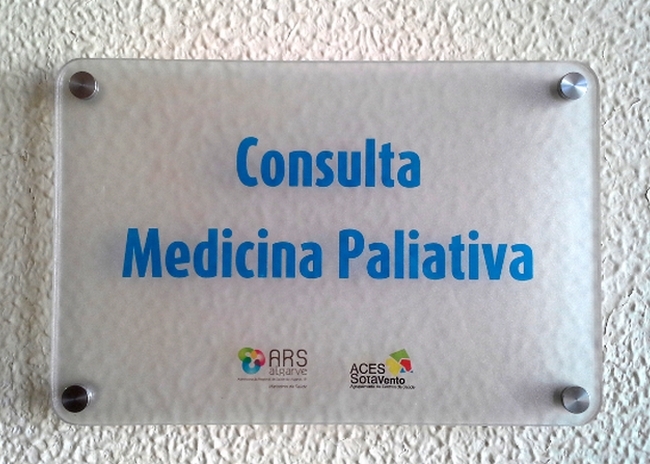 Consulta
Medicina Paliativa
ARS
algarve
ACES
SotaVento